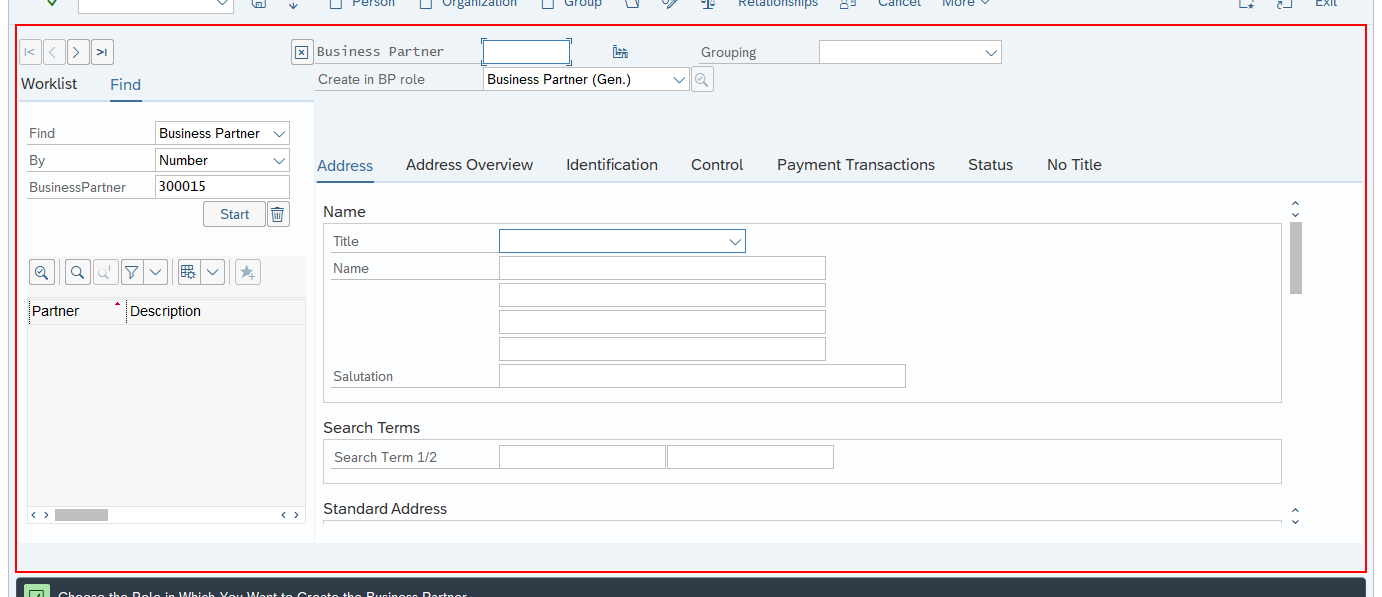 Person Organization Group Relationships Cancel More Exit
Business Partner Grouping
Create in BP role Business Partner (Gen.)
Worklist Find
Find Business Partner
By Number
BusinessPartner 300015
Start
Partner Description
Address Address Overview Identification Control Payment Transactions Status No Title
Name
Title
Name
Salutation
Search Terms
Search Term 1/2
Standard Address
Choose the Role in Which You Want to Create the Business Partner